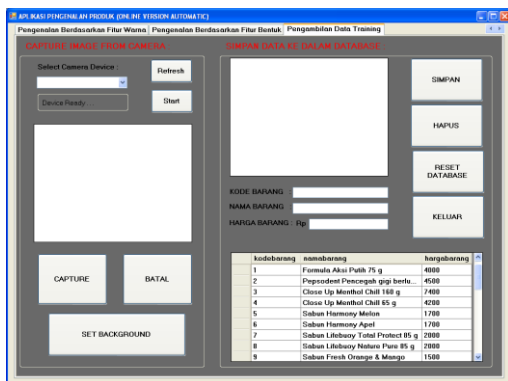 APLIKASI PENGENALAN PRODUK (ONLINE VERSION AUTOMATIC)
Pengenalan Berdasarkan Fitur Warna Pengenalan Berdasarkan Fitur Bentuk Pengambilan Data Training
CAPTURE IMAGE FROM CAMERA
Select Camera Device :
Refresh
Device Ready ...
Start
CAPTURE
BATAL
SET BACKGROUND
SIMPAN DATA KE DALAM DATABASE
SIMPAN
HAPUS
RESET
DATABASE
KELUAR
KODE BARANG :
NAMA BARANG :
HARGA BARANG : Rp
kodebarang namabarang hargabarang
1 Formula Aksi Putih 75 g 4000
2 Pepsodent Pencegah gigi berlu... 4500
3 Close Up Menthol Chill 160 g 7400
4 Close Up Menthol Chill 65 g 4200
5 Sabun Harmony Melon 1700
6 Sabun Harmony Apel 1700
7 Sabun Lifebuoy Total Protect 85 g 2000
8 Sabun Lifebuoy Nature Pure 85 g 2000
9 Sabun Fresh Orange & Mango 1500